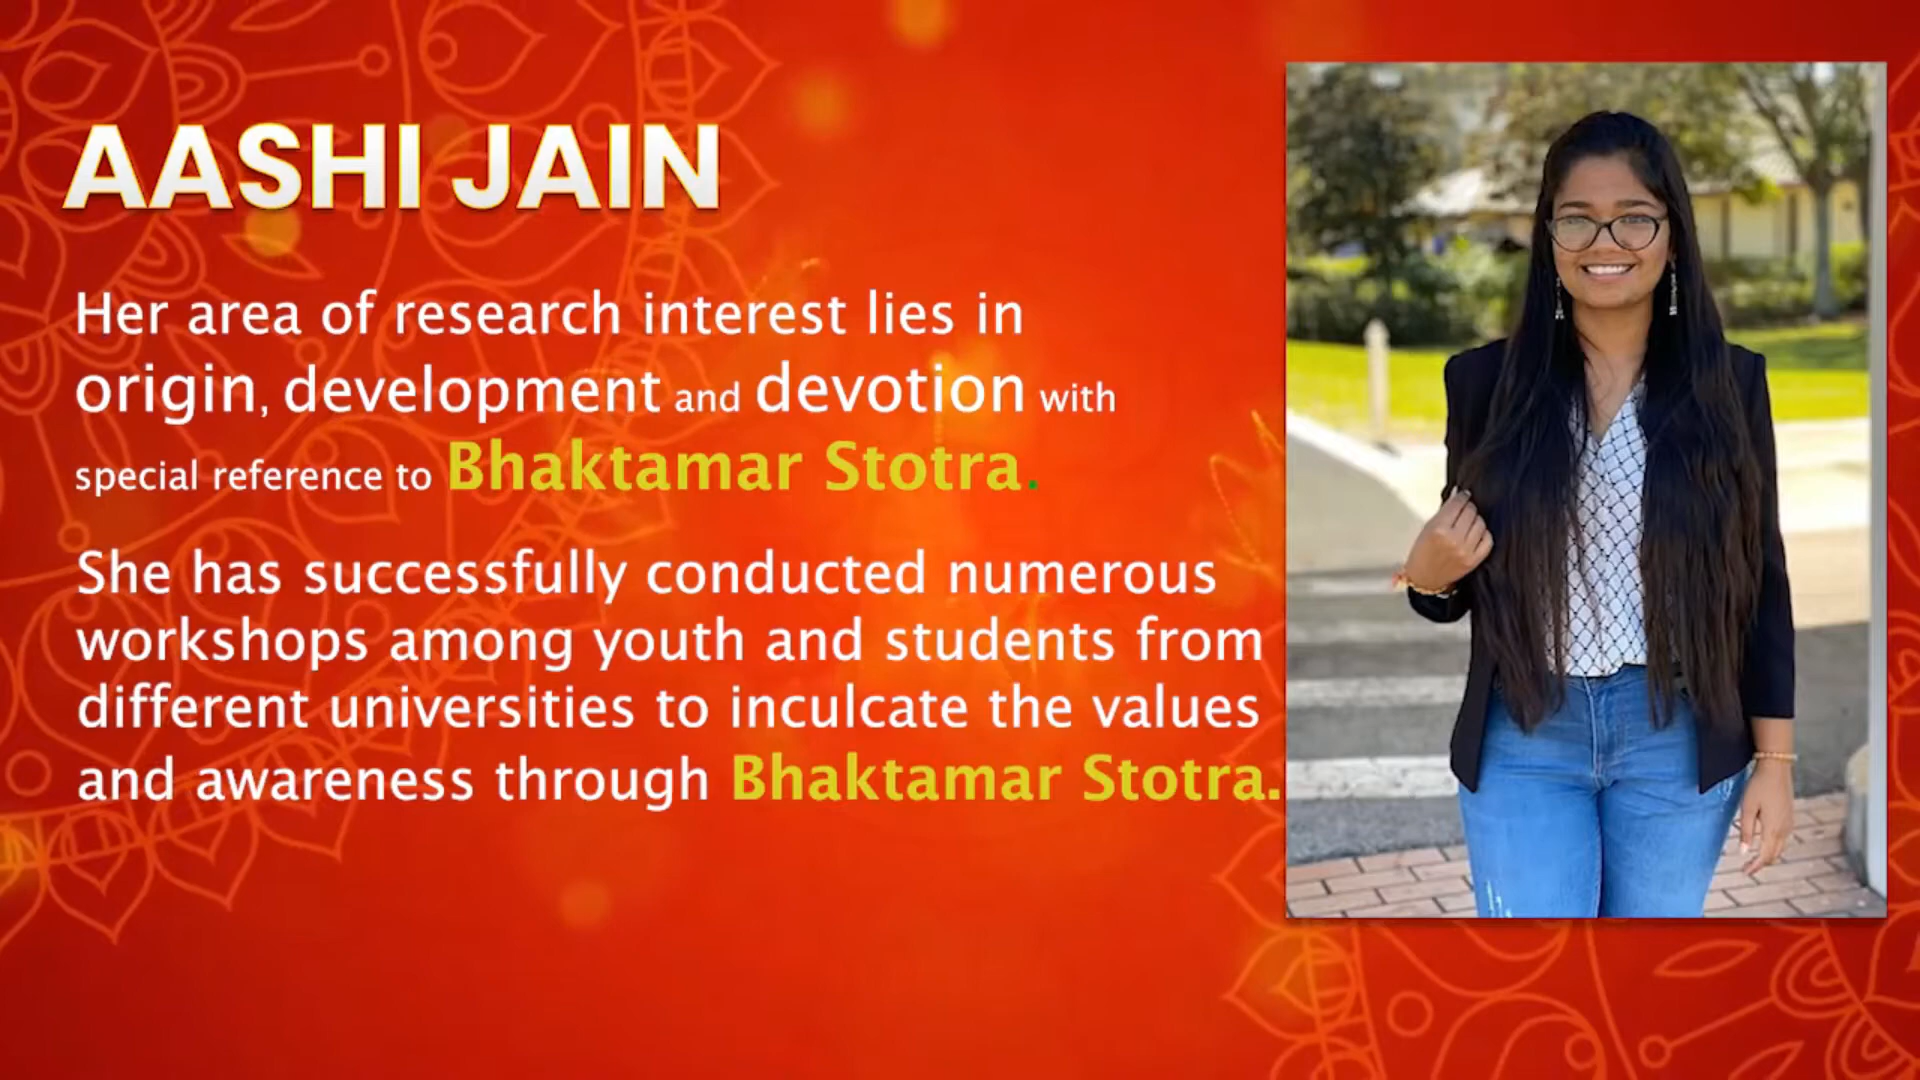 AASHI JAIN
Her area of research interest lies in
origin, development and devotion with
special reference to Bhaktamar Stotra.
She has successfully conducted numerous
workshops among youth and students from
different universities to inculcate the values
and awareness through Bhaktamar Stotra.